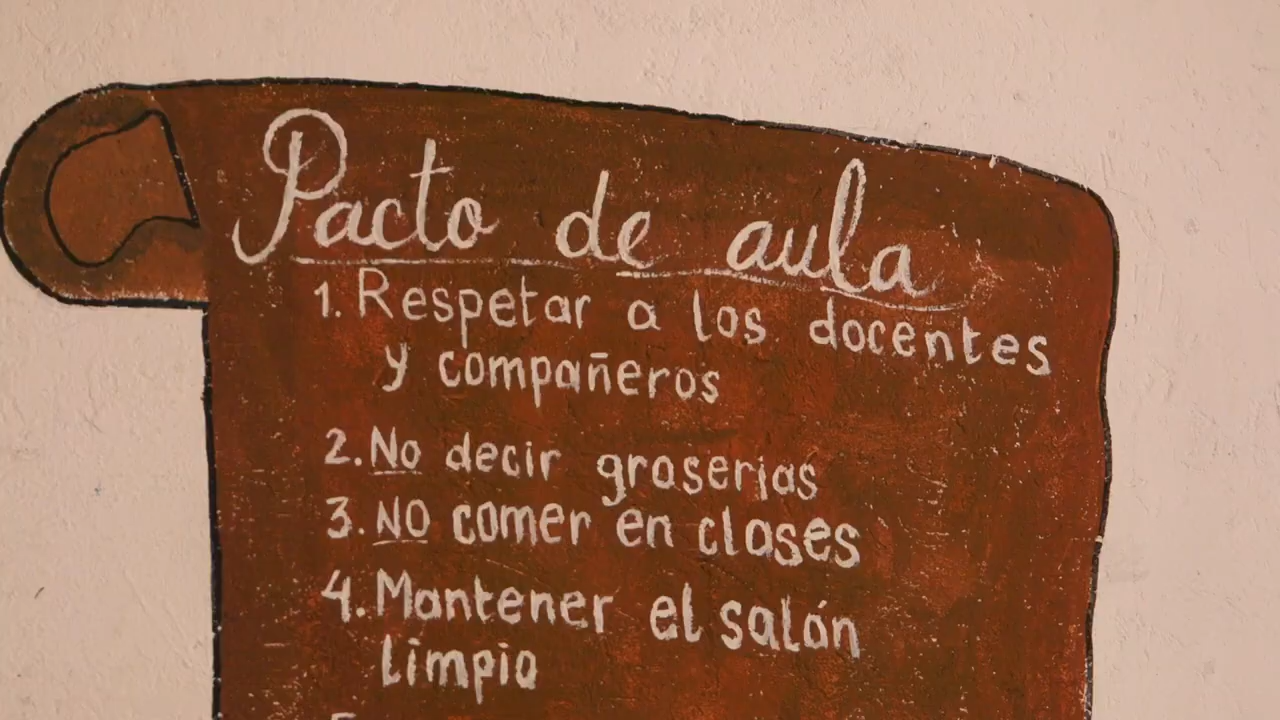 Pacto de aula
1. Respetar a los docentes
y compañeros
2. No decir groserias
3. NO comer en clases
4. Mantener el salón
limpio